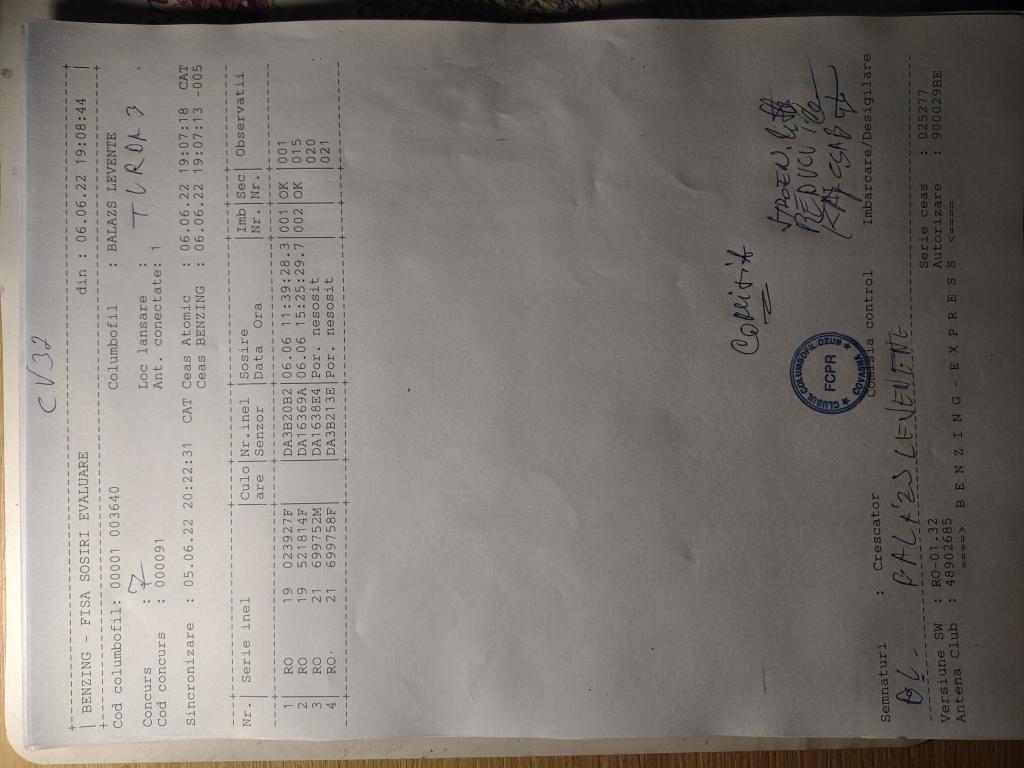 CV32
BENZING - FISA SOSIRI EVALUARE din : 06.06.22 19:08:44
Cod columbofil: 00001 003640 Columbofil : BALAZS LEVENTE
Concurs : 7 Loc lansare : TURDA 3
Cod concurs : 000091 Ant. conectate: 1
Sincronizare : 05.06.22 20:22:31 CAT Ceas Atomic : 06.06.22 19:07:18 CAT
Ceas BENZING : 06.06.22 19:07:13 -005
Nr. | Serie inel | Culo | Nr.inel | Sosire | Imb | Sec | Observatii
are | Senzor | Data Ora | Nr. | Nr. |
1 | RO 19 023927F | | DA3B20B2 | 06.06 11:39:28.3 | 001 | OK | 001
2 | RO 19 521814F | | DA16369A | 06.06 15:25:29.7 | 002 | OK | 015
3 | RO 21 699752M | | DA1638E4 | Por. nesosit | | | 020
4 | RO 21 699758F | | DA3B213E | Por. nesosit | | | 021
CLUBUL COLUMBOFIL OZUN
FCPR
COVASNA
Semnaturi : Crescator Comisia control Imbarcare/Desigilare
BALAZS LEVENTE
Versiune SW : RO-01.32 Serie ceas : 025277
Antena Club : 48902685 Autorizare : 900029BE
====> B E N Z I N G - E X P R E S S <====